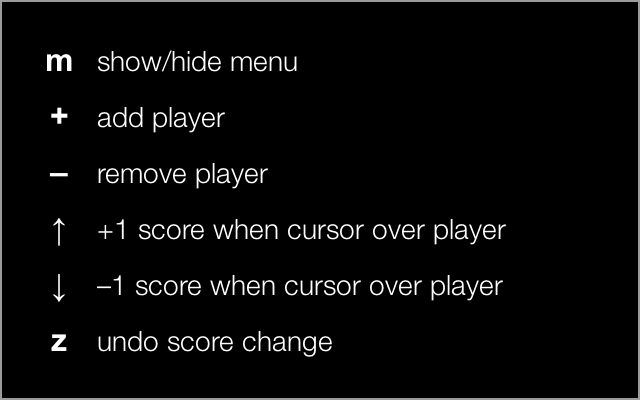 m show/hide menu
+ add player
– remove player
↑ +1 score when cursor over player
↓ –1 score when cursor over player
z undo score change